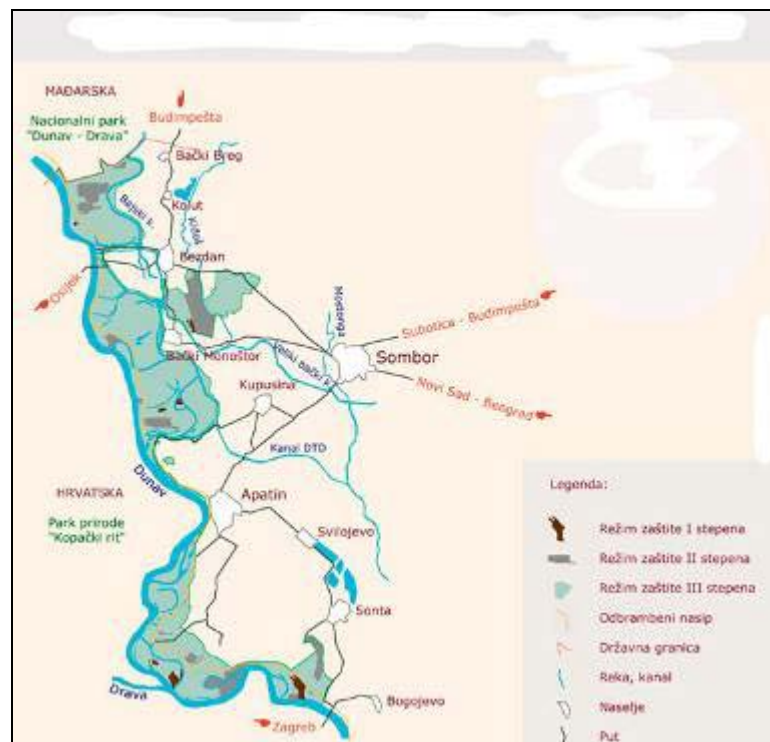 MAĐARSKA
Budimpešta
Nacionalni park
"Dunav - Drava"
Bački Breg
Kolut
Bajski k.
Kiđoš
Bezdan
Osijek
Mostonga
Subotica - Budimpešta
Bački Monoštor
Veliki bački k.
Sombor
Kupusina
Novi Sad - Beograd
Kanal DTD
Dunav
HRVATSKA
Apatin
Legenda:
Park prirode
"Kopački rit"
Svilojevo
Režim zaštite I stepena
Režim zaštite II stepena
Režim zaštite III stepena
Sonta
Odbrambeni nasip
Državna granica
Reka, kanal
Drava
Bogojevo
Naselje
Zagreb
Put